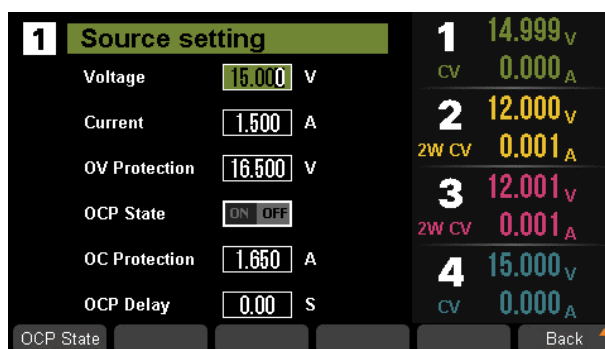 1 Source setting
Voltage 15.000 V
Current 1.500 A
OV Protection 16.500 V
OCP State ON OFF
OC Protection 1.650 A
OCP Delay 0.00 S
1 14.999 V
CV 0.000 A
2 12.000 V
2W CV 0.001 A
3 12.001 V
2W CV 0.001 A
4 15.000 V
CV 0.000 A
OCP State Back